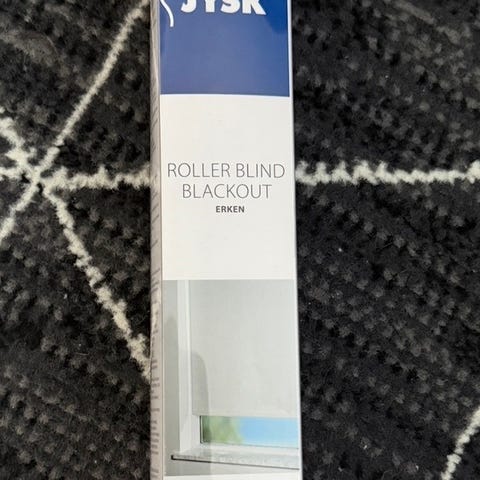 JYSK
ROLLER BLIND
BLACKOUT
ERKEN